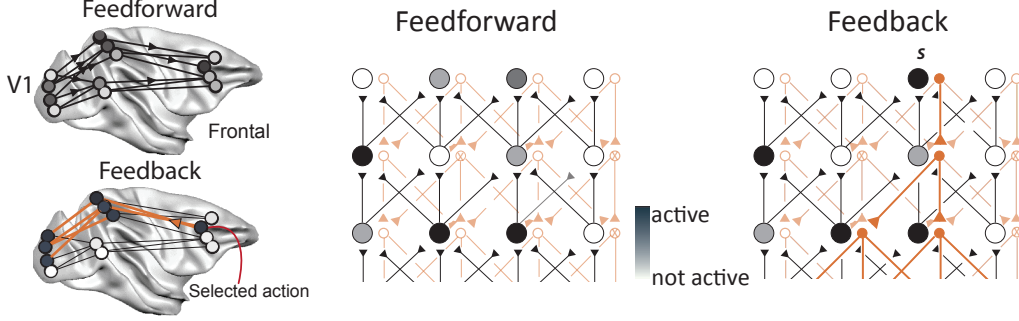 Feedforward
V1
Frontal
Feedback
Selected action
Feedforward
active
not active
Feedback
s